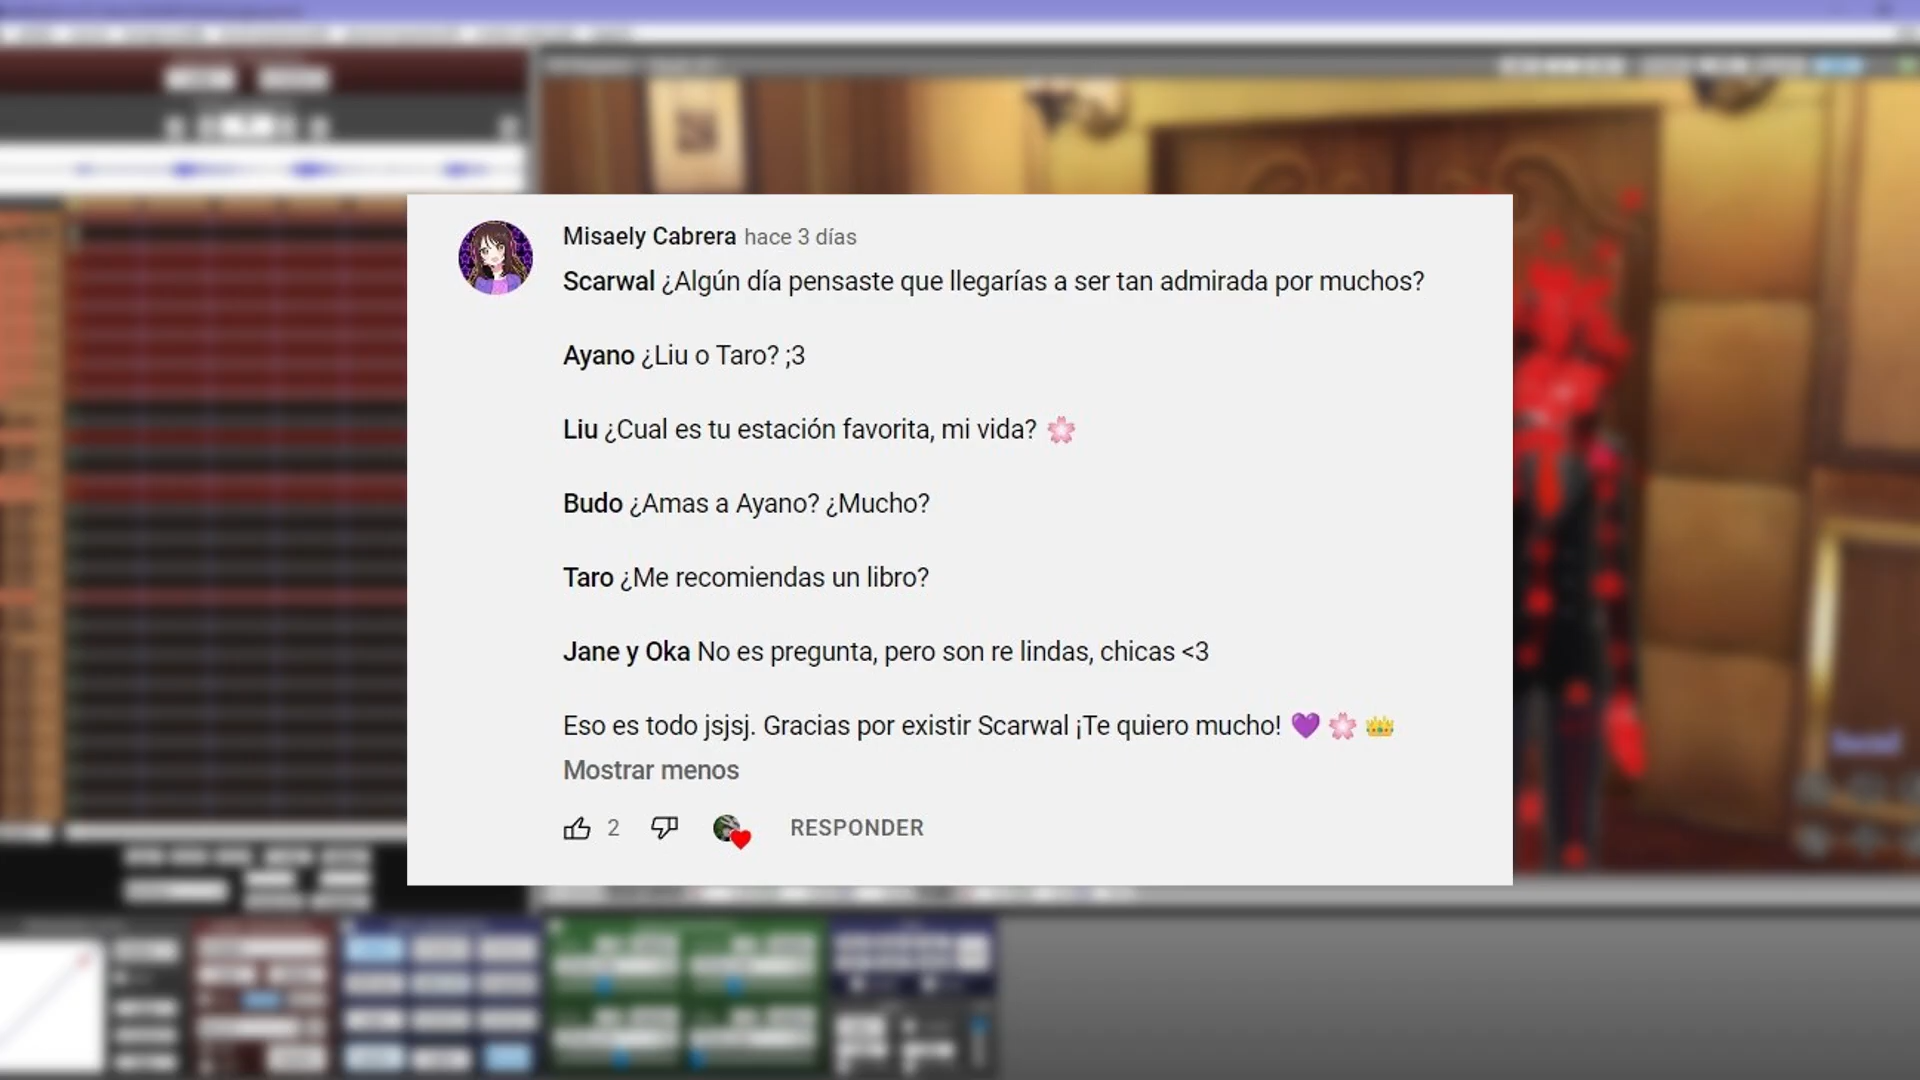 Misaely Cabrera hace 3 días
Scarwal ¿Algún día pensaste que llegarías a ser tan admirada por muchos?
Ayano ¿Liu o Taro? ;3
Liu ¿Cual es tu estación favorita, mi vida? 🌸
Budo ¿Amas a Ayano? ¿Mucho?
Taro ¿Me recomiendas un libro?
Jane y Oka No es pregunta, pero son re lindas, chicas <3
Eso es todo jsjsj. Gracias por existir Scarwal ¡Te quiero mucho! 💜🌸👑
Mostrar menos
2 RESPONDER